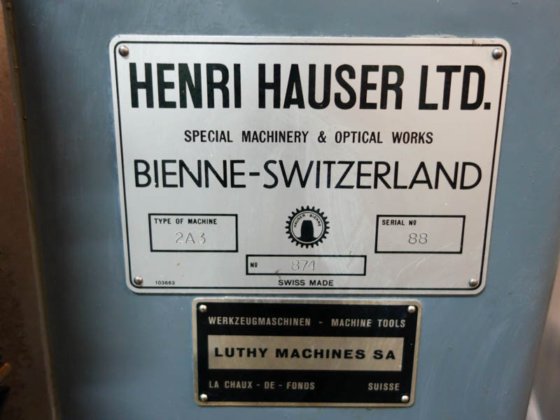 HENRI HAUSER LTD.
SPECIAL MACHINERY & OPTICAL WORKS
BIENNE-SWITZERLAND
TYPE OF MACHINE
2A3
SERIAL Nº
88
Nº 871
103663
SWISS MADE
WERKZEUGMASCHINEN - MACHINE TOOLS
LUTHY MACHINES SA
LA CHAUX - DE - FONDS SUISSE